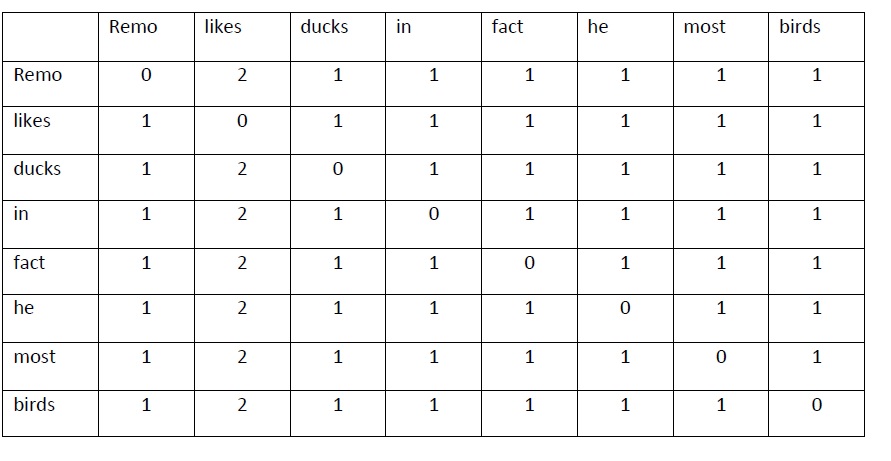 Remo likes ducks in fact he most birds
Remo 0 2 1 1 1 1 1 1
likes 1 0 1 1 1 1 1 1
ducks 1 2 0 1 1 1 1 1
in 1 2 1 0 1 1 1 1
fact 1 2 1 1 0 1 1 1
he 1 2 1 1 1 0 1 1
most 1 2 1 1 1 1 0 1
birds 1 2 1 1 1 1 1 0